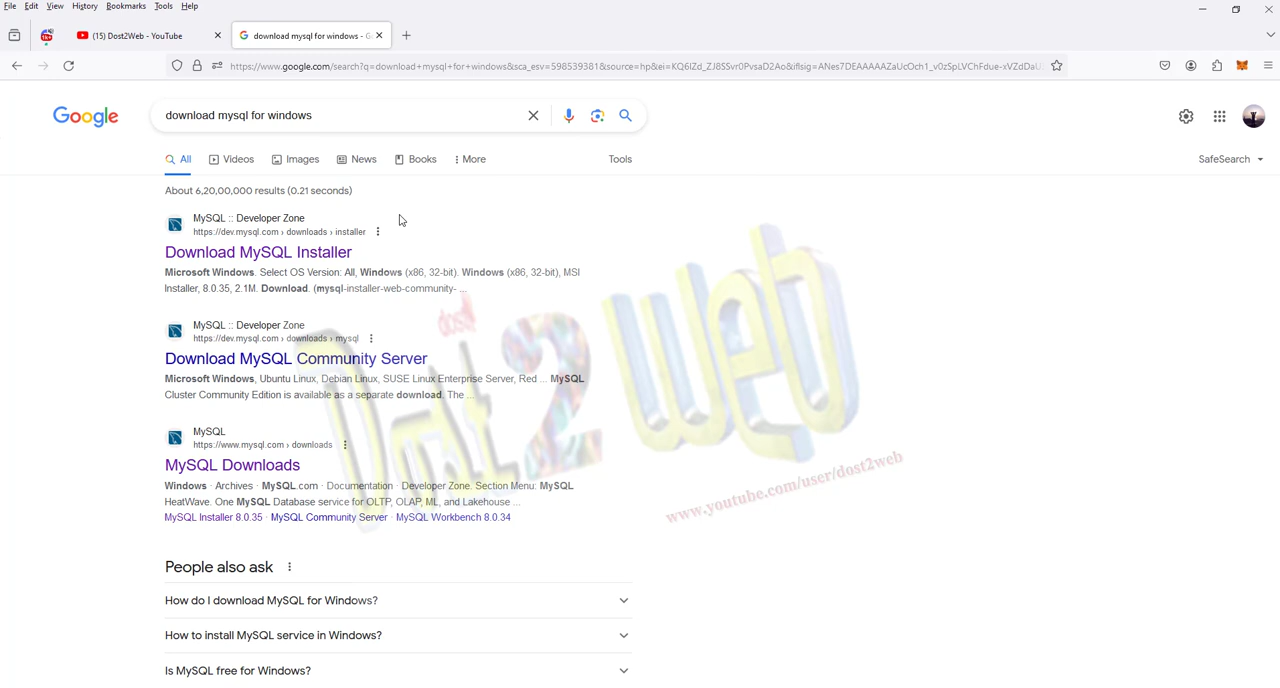 File Edit View History Bookmarks Tools Help
(15) Dost2Web - YouTube
download mysql for windows - G
https://www.google.com/search?q=download+mysql+for+windows&sca_esv=598539381&source=hp&ei=KQ6lZd_ZJ8SSvr0PvsaD2Ao&iflsig=ANes7DEAAAAAZaUcOch1_v0zSpLVChFdue-xVZdDaU
Google
download mysql for windows
All Videos Images News Books More Tools
SafeSearch
About 6,20,00,000 results (0.21 seconds)
MySQL :: Developer Zone
https://dev.mysql.com › downloads › installer
Download MySQL Installer
Microsoft Windows. Select OS Version: All, Windows (x86, 32-bit). Windows (x86, 32-bit), MSI
Installer, 8.0.35, 2.1M. Download. (mysql-installer-web-community- ...
MySQL :: Developer Zone
https://dev.mysql.com › downloads › mysql
Download MySQL Community Server
Microsoft Windows, Ubuntu Linux, Debian Linux, SUSE Linux Enterprise Server, Red ... MySQL
Cluster Community Edition is available as a separate download. The ...
MySQL
https://www.mysql.com › downloads
MySQL Downloads
Windows · Archives · MySQL.com · Documentation · Developer Zone. Section Menu: MySQL
HeatWave. One MySQL Database service for OLTP, OLAP, ML, and Lakehouse ...
MySQL Installer 8.0.35 · MySQL Community Server · MySQL Workbench 8.0.34
People also ask
How do I download MySQL for Windows?
How to install MySQL service in Windows?
Is MySQL free for Windows?
dost!
Dost 2 web
www.youtube.com/user/dost2web